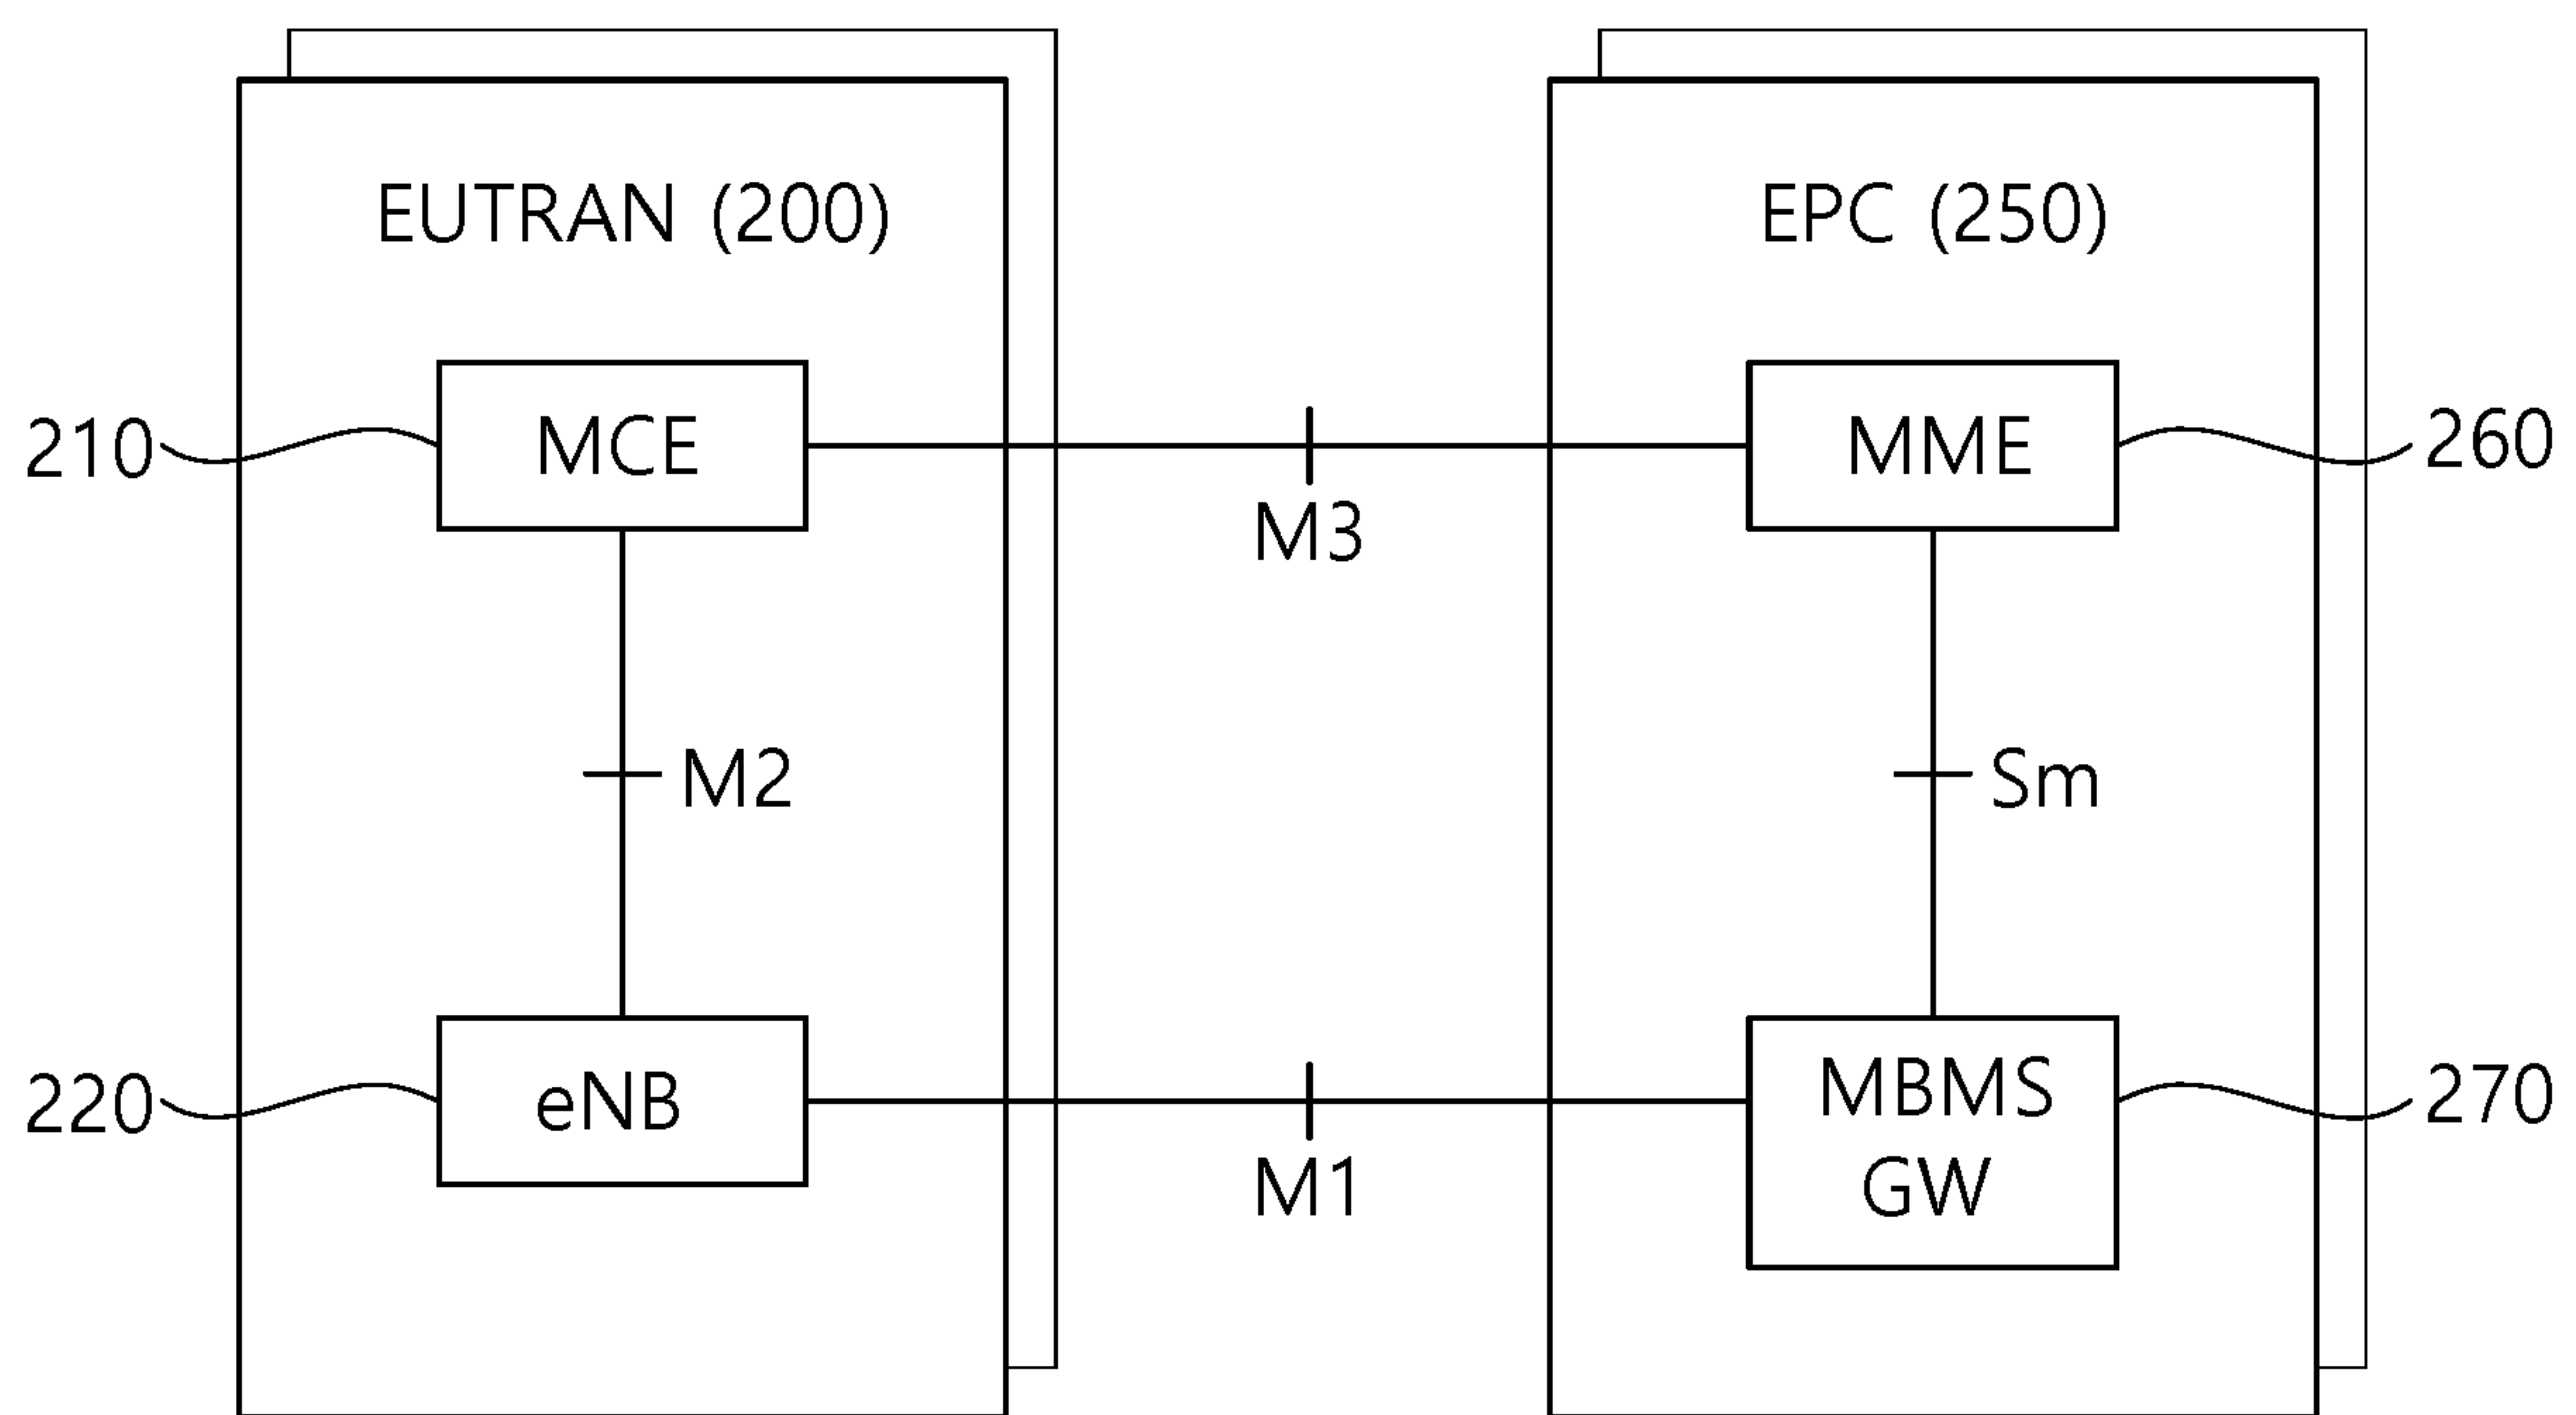 EUTRAN (200)
EPC (250)
210
MCE
MME
260
M3
M2
Sm
220
eNB
MBMS
GW
270
M1